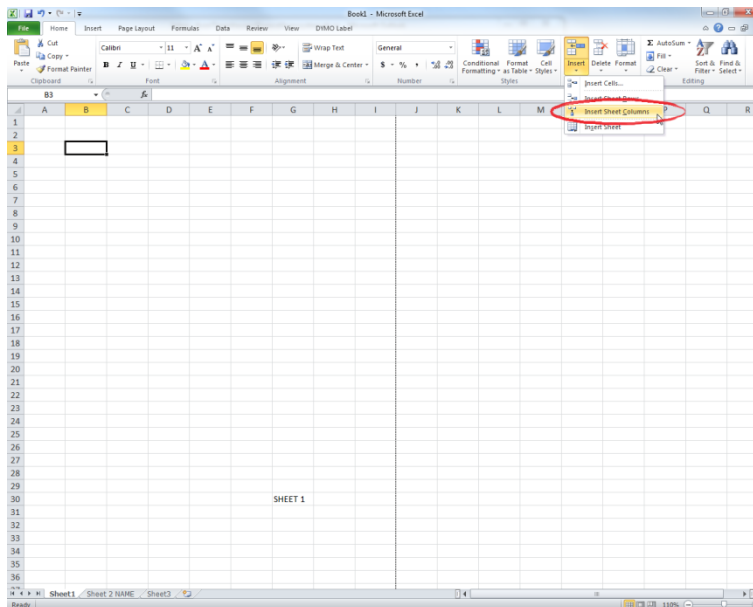 Book1 - Microsoft Excel
File Home Insert Page Layout Formulas Data Review View DYMO Label
Cut
Copy
Format Painter
Paste
Clipboard
Calibri 11
B I U
Font
Wrap Text
Merge & Center
Alignment
General
$ % ,
Number
Conditional Formatting
Format as Table
Cell Styles
Styles
Insert Delete Format
Σ AutoSum
Fill
Clear
Sort & Filter
Find & Select
Editing
Insert Cells...
Insert Sheet Rows
Insert Sheet Columns
Insert Sheet
B3 fx
A B C D E F G H I J K L M P Q R
1
2
3
4
5
6
7
8
9
10
11
12
13
14
15
16
17
18
19
20
21
22
23
24
25
26
27
28
29
30 SHEET 1
31
32
33
34
35
36
Sheet1 Sheet 2 NAME Sheet3
Ready 110%